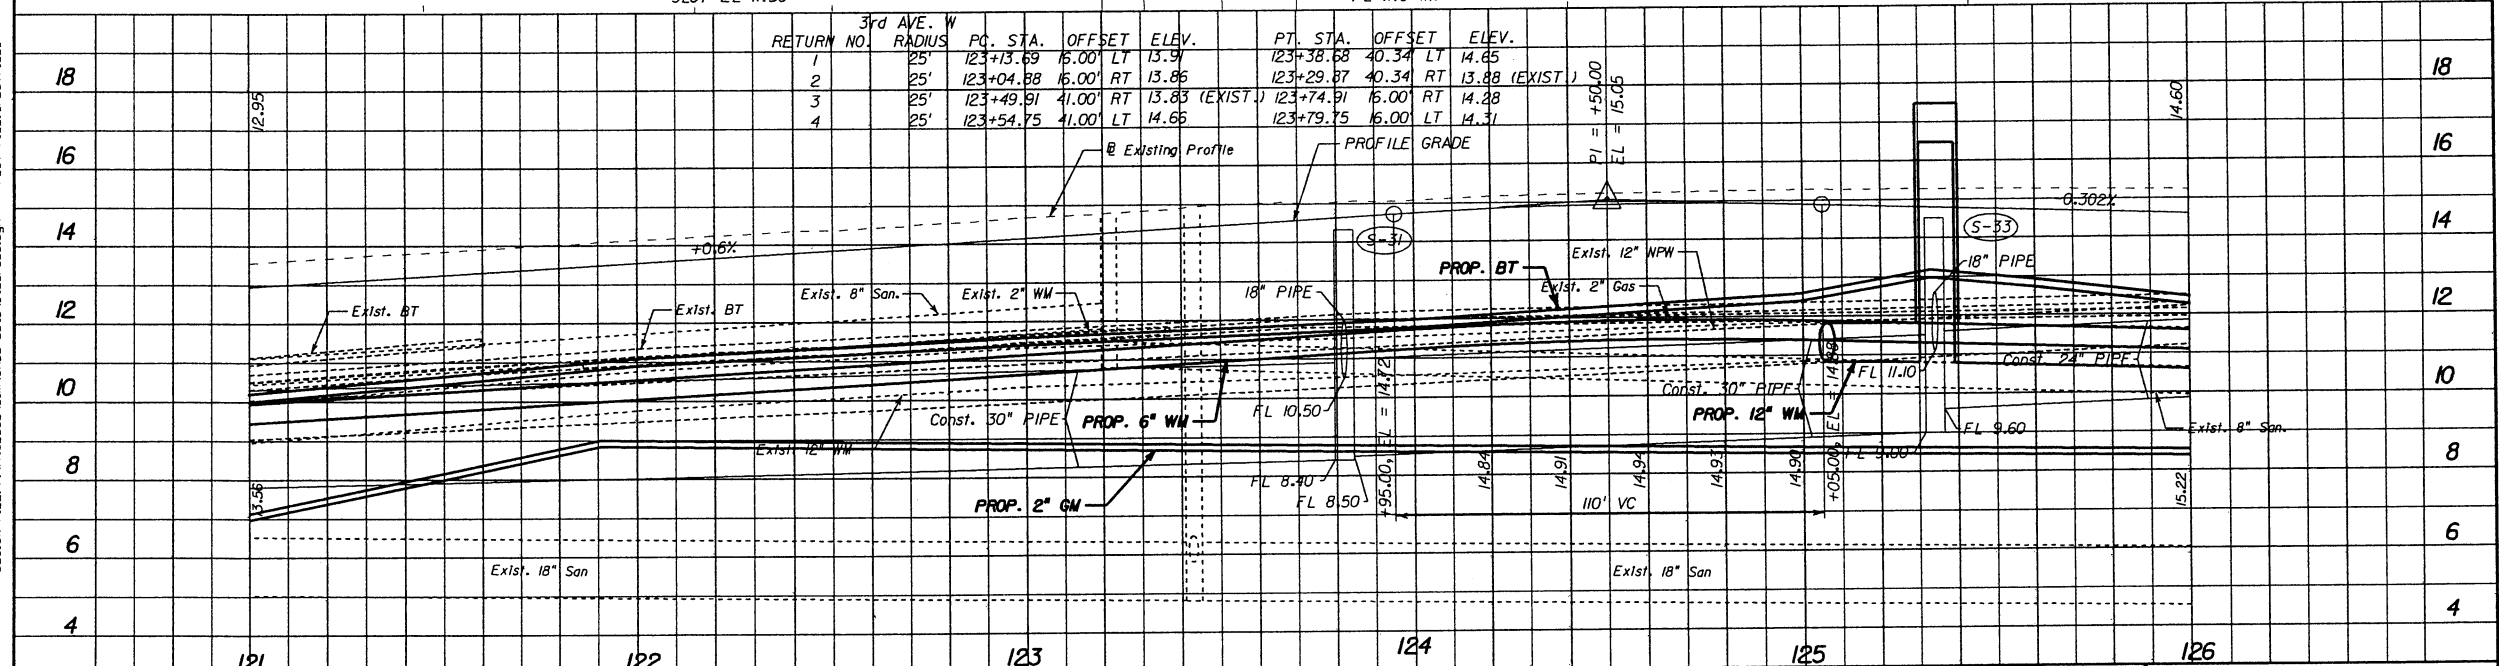 3rd AVE. W
RETURN NO. RADIUS PC. STA. OFFSET ELEV. PT. STA. OFFSET ELEV.
1 25' 123+13.69 16.00' LT 13.91 123+38.68 40.34' LT 14.65
2 25' 123+04.88 16.00' RT 13.86 123+29.87 40.34' RT 13.88 (EXIST.)
3 25' 123+49.91 41.00' RT 13.83 (EXIST.) 123+74.91 16.00' RT 14.28
4 25' 123+54.75 41.00' LT 14.66 123+79.75 16.00' LT 14.31
18
18
12.95
PI = +50.00
EL = 15.05
14.60
16
Existing Profile
PROFILE GRADE
16
14
+0.6%
S-31
-0.302%
S-33
14
Exist. 12" NPW
PROP. BT
18" PIPE
Exist. 8" San.
Exist. 2" WM
18" PIPE
Exist. 2" Gas
12
Exist. BT
Exist. BT
12
10
Const. 24" PIPE
FL 11.10
10
Const. 30" PIPE
FL 10.50
Const. 30" PIPE
PROP. 6" WM
PROP. 12" WM
FL 9.60
Exist. 8" San.
Exist. 12" WM
FL 9.00
8
8
13.56
FL 8.40
FL 8.50
+95.00, EL = 14.72
14.84
14.91
14.94
14.93
14.90
+05.00, EL = 14.88
15.22
PROP. 2" GM
110' VC
6
6
Exist. 18" San
Exist. 18" San
4
4
121
122
123
124
125
126